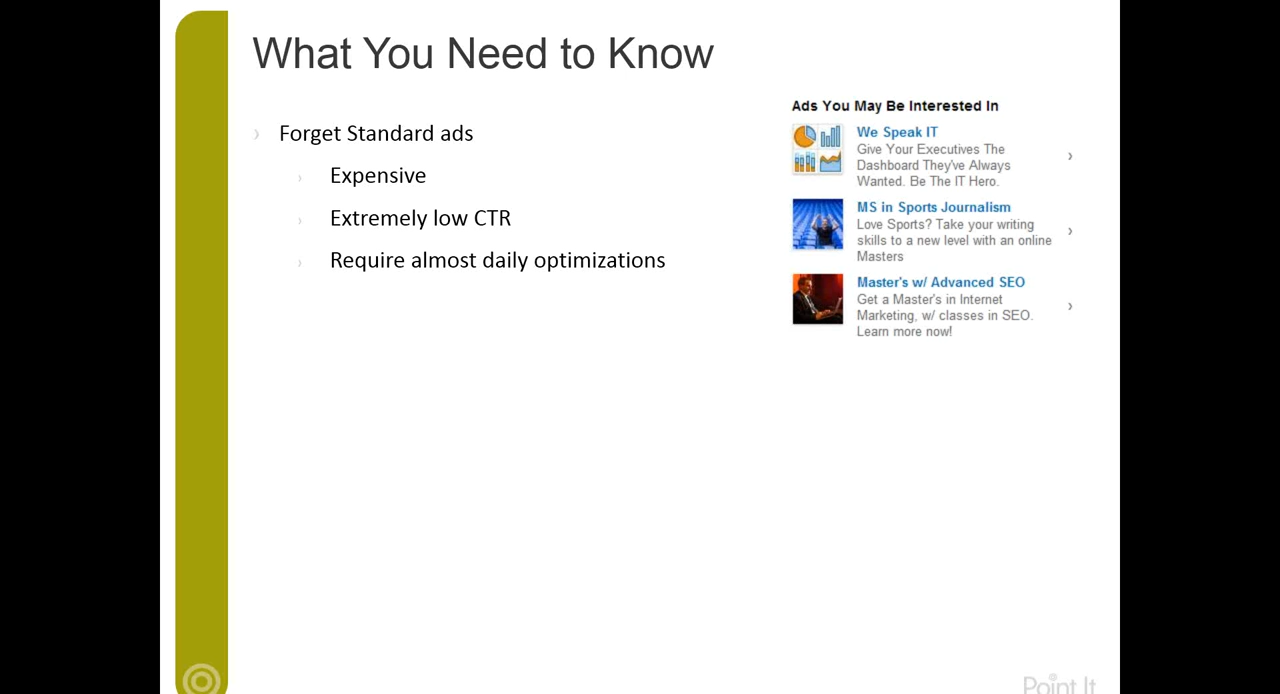 What You Need to Know
Forget Standard ads
Expensive
Extremely low CTR
Require almost daily optimizations
Ads You May Be Interested In
We Speak IT
Give Your Executives The
Dashboard They've Always
Wanted. Be The IT Hero.
MS in Sports Journalism
Love Sports? Take your writing
skills to a new level with an online
Masters
Master's w/ Advanced SEO
Get a Master's in Internet
Marketing, w/ classes in SEO.
Learn more now!
Point It